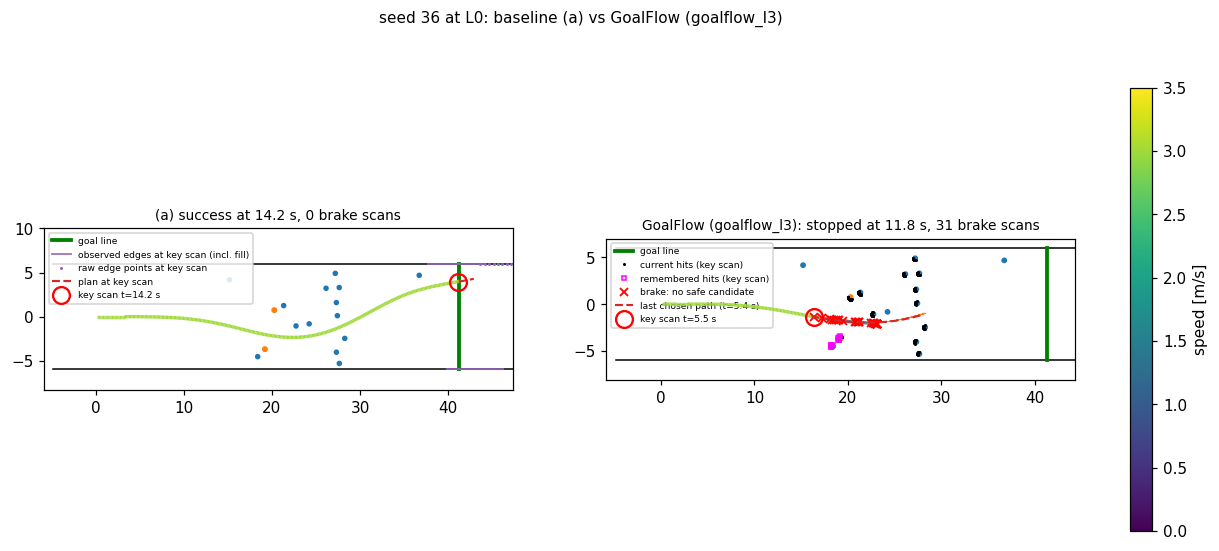 seed 36 at L0: baseline (a) vs GoalFlow (goalflow_l3)
(a) success at 14.2 s, 0 brake scans
10
5
0
−5
0
10
20
30
40
goal line
observed edges at key scan (incl. fill)
raw edge points at key scan
plan at key scan
key scan t=14.2 s
GoalFlow (goalflow_l3): stopped at 11.8 s, 31 brake scans
5
0
−5
0
10
20
30
40
goal line
current hits (key scan)
remembered hits (key scan)
brake: no safe candidate
last chosen path (t=5.4 s)
key scan t=5.5 s
3.5
3.0
2.5
2.0
1.5
1.0
0.5
0.0
speed [m/s]